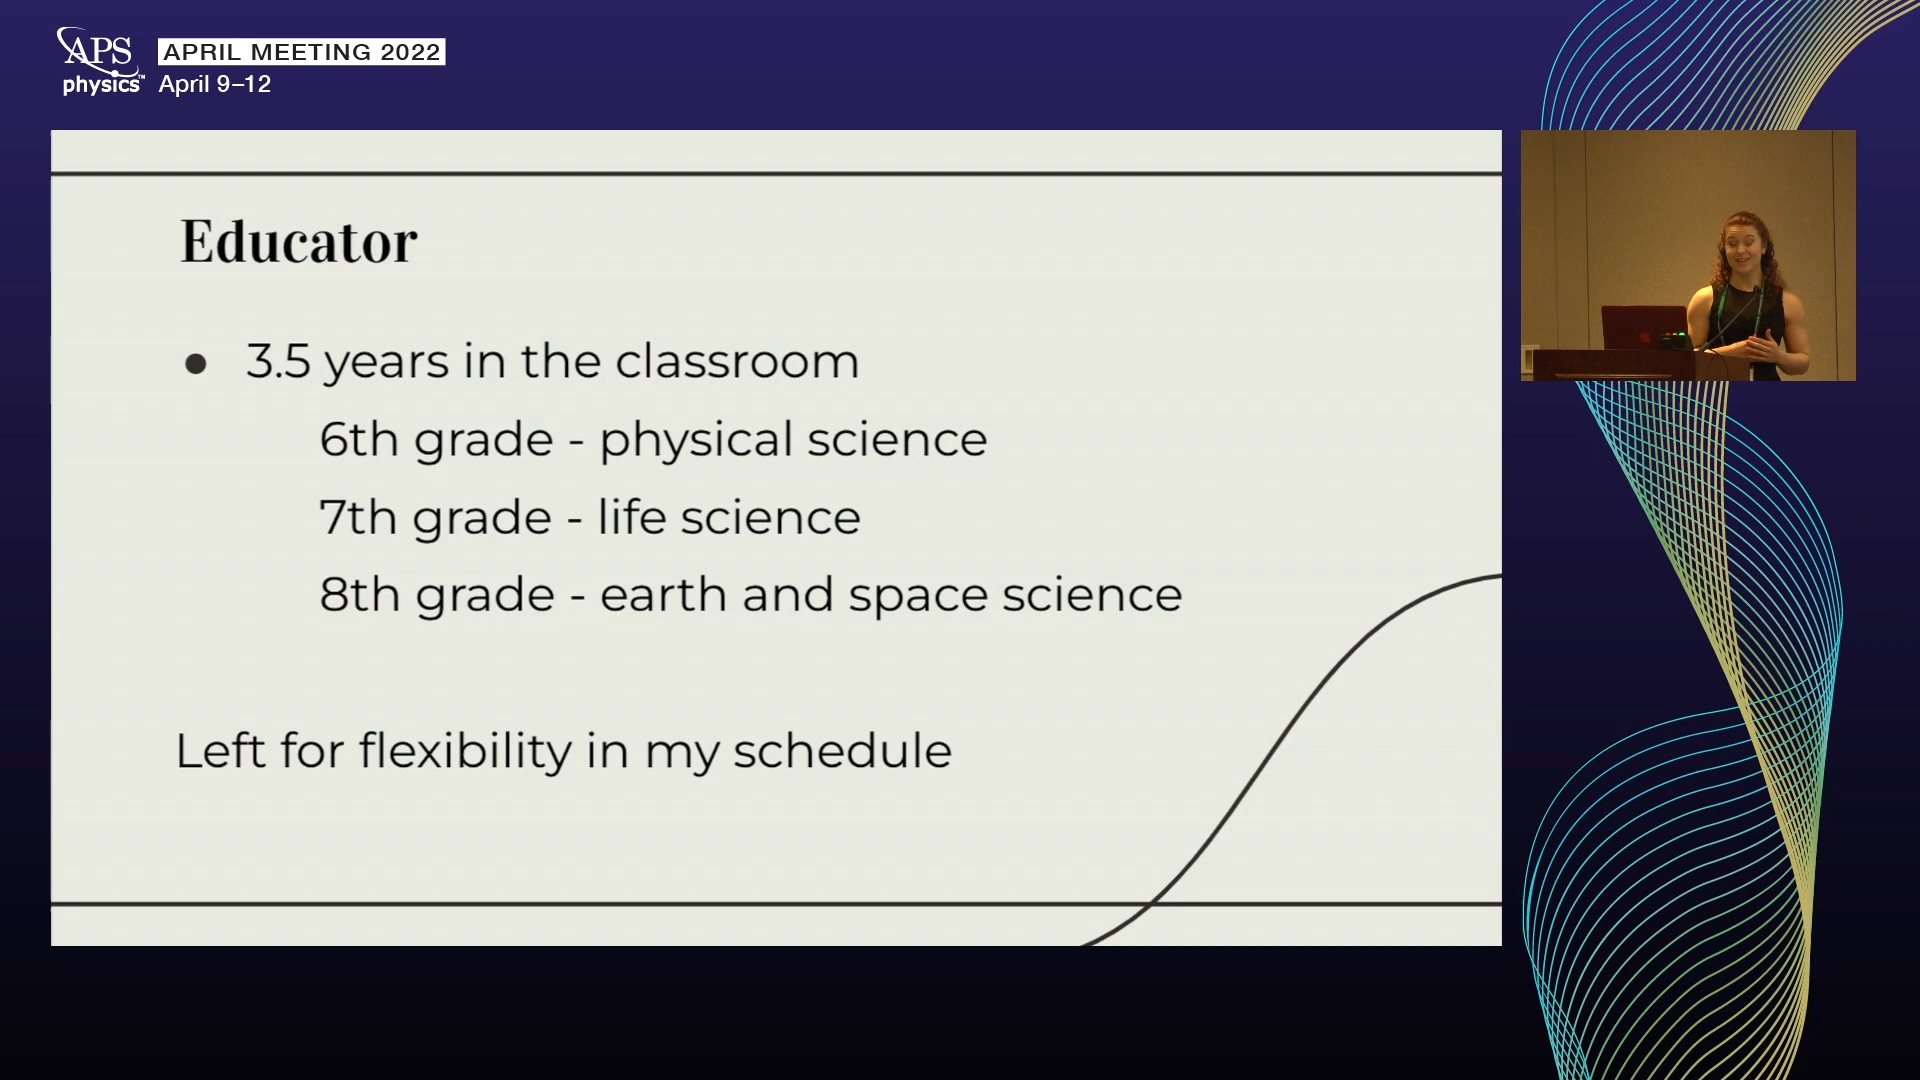 APS
physics™
APRIL MEETING 2022
April 9–12
Educator
● 3.5 years in the classroom
6th grade - physical science
7th grade - life science
8th grade - earth and space science
Left for flexibility in my schedule